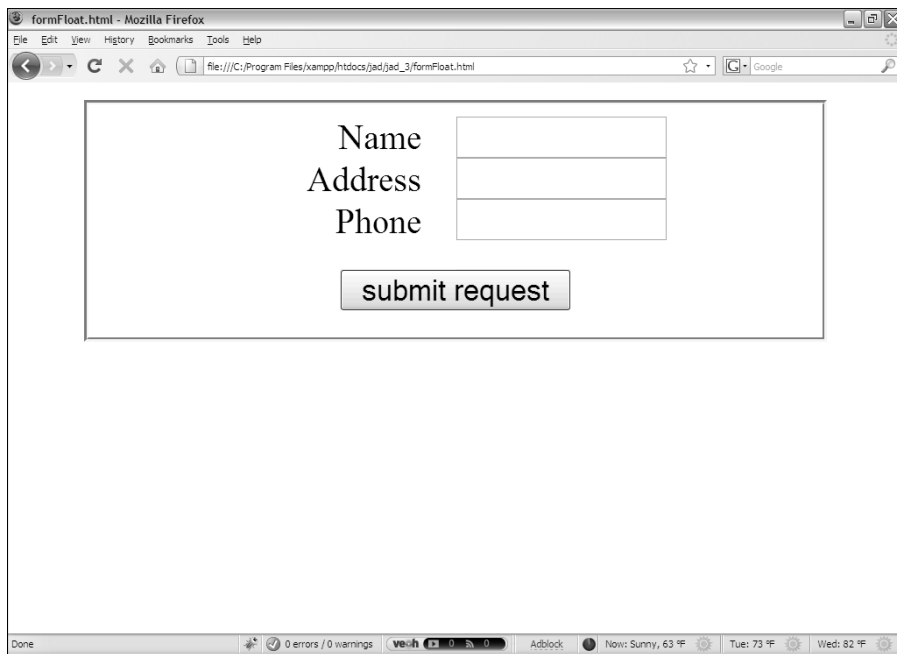 formFloat.html - Mozilla Firefox
File Edit View History Bookmarks Tools Help
file:///C:/Program Files/xampp/htdocs/jad/jad_3/formFloat.html G Google
Name
Address
Phone
submit request
Done 0 errors / 0 warnings veoh 0 0 Adblock Now: Sunny, 63 °F Tue: 73 °F Wed: 82 °F